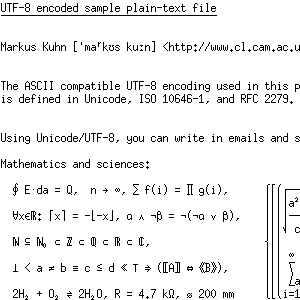 UTF-8 encoded sample plain-text file
Markus Kuhn [ˈmaʳkʊs kuːn] <http://www.cl.cam.ac.u
The ASCII compatible UTF-8 encoding used in this p
is defined in Unicode, ISO 10646-1, and RFC 2279.
Using Unicode/UTF-8, you can write in emails and s
Mathematics and sciences:
∮ E⋅da = Q, n → ∞, ∑ f(i) = ∏ g(i), ⎧⎡⎛┌─────
⎪⎢⎜│a²
∀x∈ℝ: ⌈x⌉ = −⌊−x⌋, α ∧ ¬β = ¬(¬α ∨ β), ⎪⎢⎜│───
⎪⎢⎜⎷ c
ℕ ⊆ ℕ₀ ⊂ ℤ ⊂ ℚ ⊂ ℝ ⊂ ℂ, ⎨⎢⎜
⎪⎢⎜ ∞
⊥ < a ≠ b ≡ c ≤ d ≪ ⊤ ⇒ (⟦A⟧ ⇔ ⟪B⟫), ⎪⎢⎜ ⎲
⎪⎢⎜ ⎳a
2H₂ + O₂ ⇌ 2H₂O, R = 4.7 kΩ, ⌀ 200 mm ⎩⎣⎝i=1